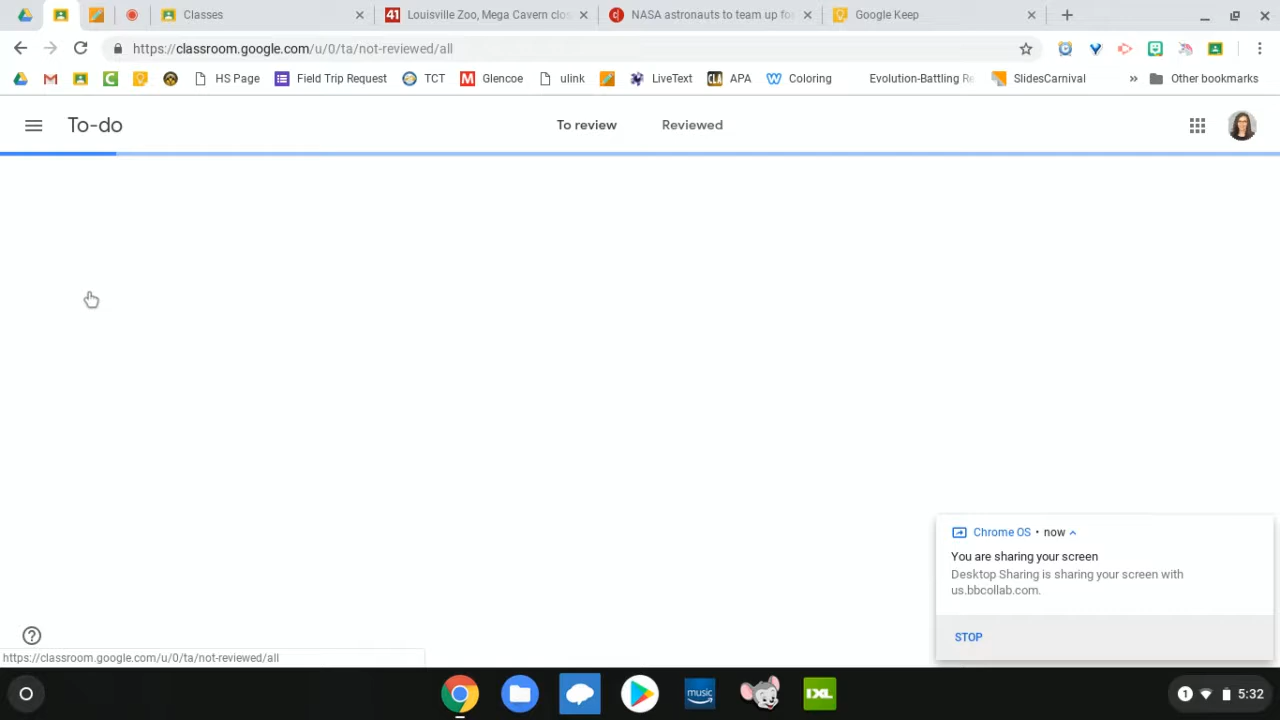 Classes
Louisville Zoo, Mega Cavern clos
NASA astronauts to team up fo
Google Keep
https://classroom.google.com/u/0/ta/not-reviewed/all
HS Page
Field Trip Request
TCT
Glencoe
ulink
LiveText
CLA
APA
Coloring
Evolution-Battling Re
SlidesCarnival
»
Other bookmarks
To-do
To review
Reviewed
Chrome OS • now
You are sharing your screen
Desktop Sharing is sharing your screen with
us.bbcollab.com.
STOP
https://classroom.google.com/u/0/ta/not-reviewed/all
music
IXL
1
5:32